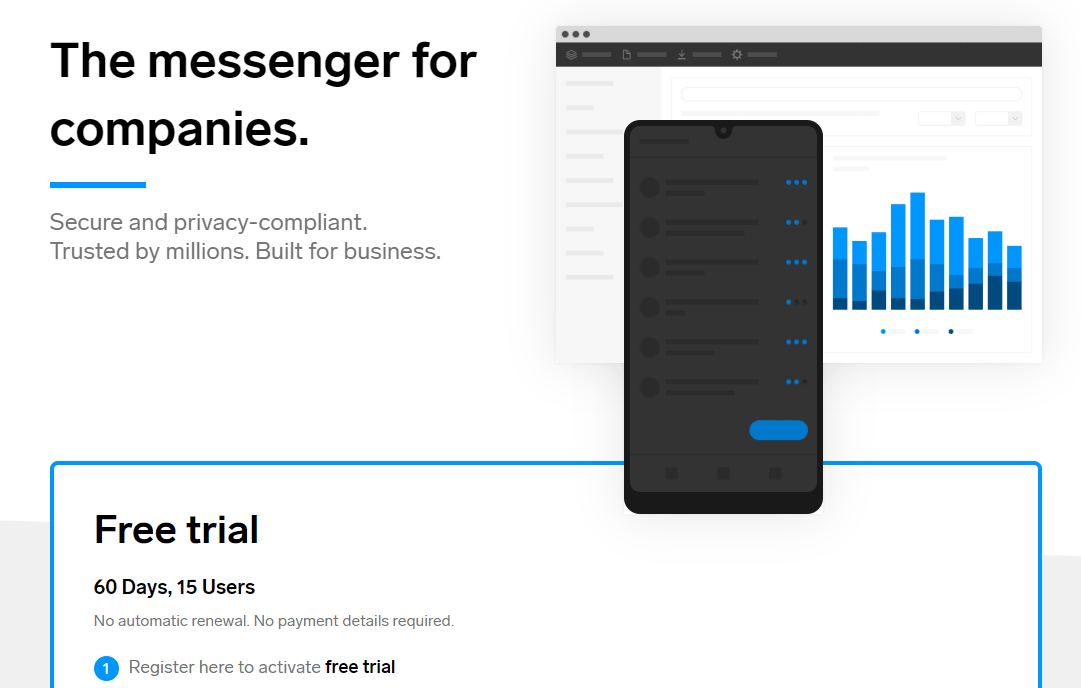 The messenger for
companies.
Secure and privacy-compliant.
Trusted by millions. Built for business.
Free trial
60 Days, 15 Users
No automatic renewal. No payment details required.
1 Register here to activate free trial